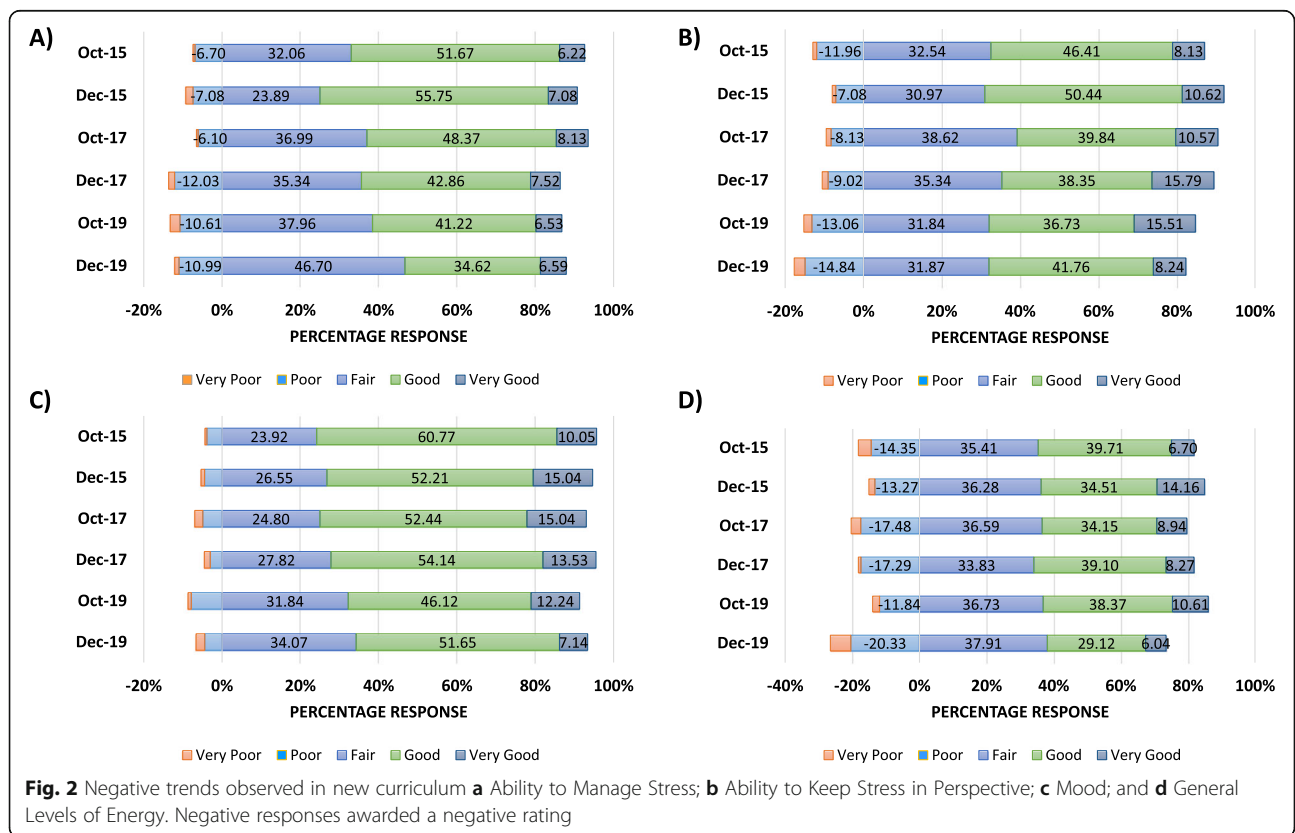 A)
Oct-15 -6.70 32.06 51.67 6.22
Dec-15 -7.08 23.89 55.75 7.08
Oct-17 -6.10 36.99 48.37 8.13
Dec-17 -12.03 35.34 42.86 7.52
Oct-19 -10.61 37.96 41.22 6.53
Dec-19 -10.99 46.70 34.62 6.59
-20% 0% 20% 40% 60% 80% 100%
PERCENTAGE RESPONSE
Very Poor Poor Fair Good Very Good
B)
Oct-15 -11.96 32.54 46.41 8.13
Dec-15 -7.08 30.97 50.44 10.62
Oct-17 -8.13 38.62 39.84 10.57
Dec-17 -9.02 35.34 38.35 15.79
Oct-19 -13.06 31.84 36.73 15.51
Dec-19 -14.84 31.87 41.76 8.24
-20% 0% 20% 40% 60% 80% 100%
PERCENTAGE RESPONSE
Very Poor Poor Fair Good Very Good
C)
Oct-15 23.92 60.77 10.05
Dec-15 26.55 52.21 15.04
Oct-17 24.80 52.44 15.04
Dec-17 27.82 54.14 13.53
Oct-19 31.84 46.12 12.24
Dec-19 34.07 51.65 7.14
-20% 0% 20% 40% 60% 80% 100%
PERCENTAGE RESPONSE
Very Poor Poor Fair Good Very Good
D)
Oct-15 -14.35 35.41 39.71 6.70
Dec-15 -13.27 36.28 34.51 14.16
Oct-17 -17.48 36.59 34.15 8.94
Dec-17 -17.29 33.83 39.10 8.27
Oct-19 -11.84 36.73 38.37 10.61
Dec-19 -20.33 37.91 29.12 6.04
-40% -20% 0% 20% 40% 60% 80% 100%
PERCENTAGE RESPONSE
Very Poor Poor Fair Good Very Good
Fig. 2 Negative trends observed in new curriculum a Ability to Manage Stress; b Ability to Keep Stress in Perspective; c Mood; and d General
Levels of Energy. Negative responses awarded a negative rating